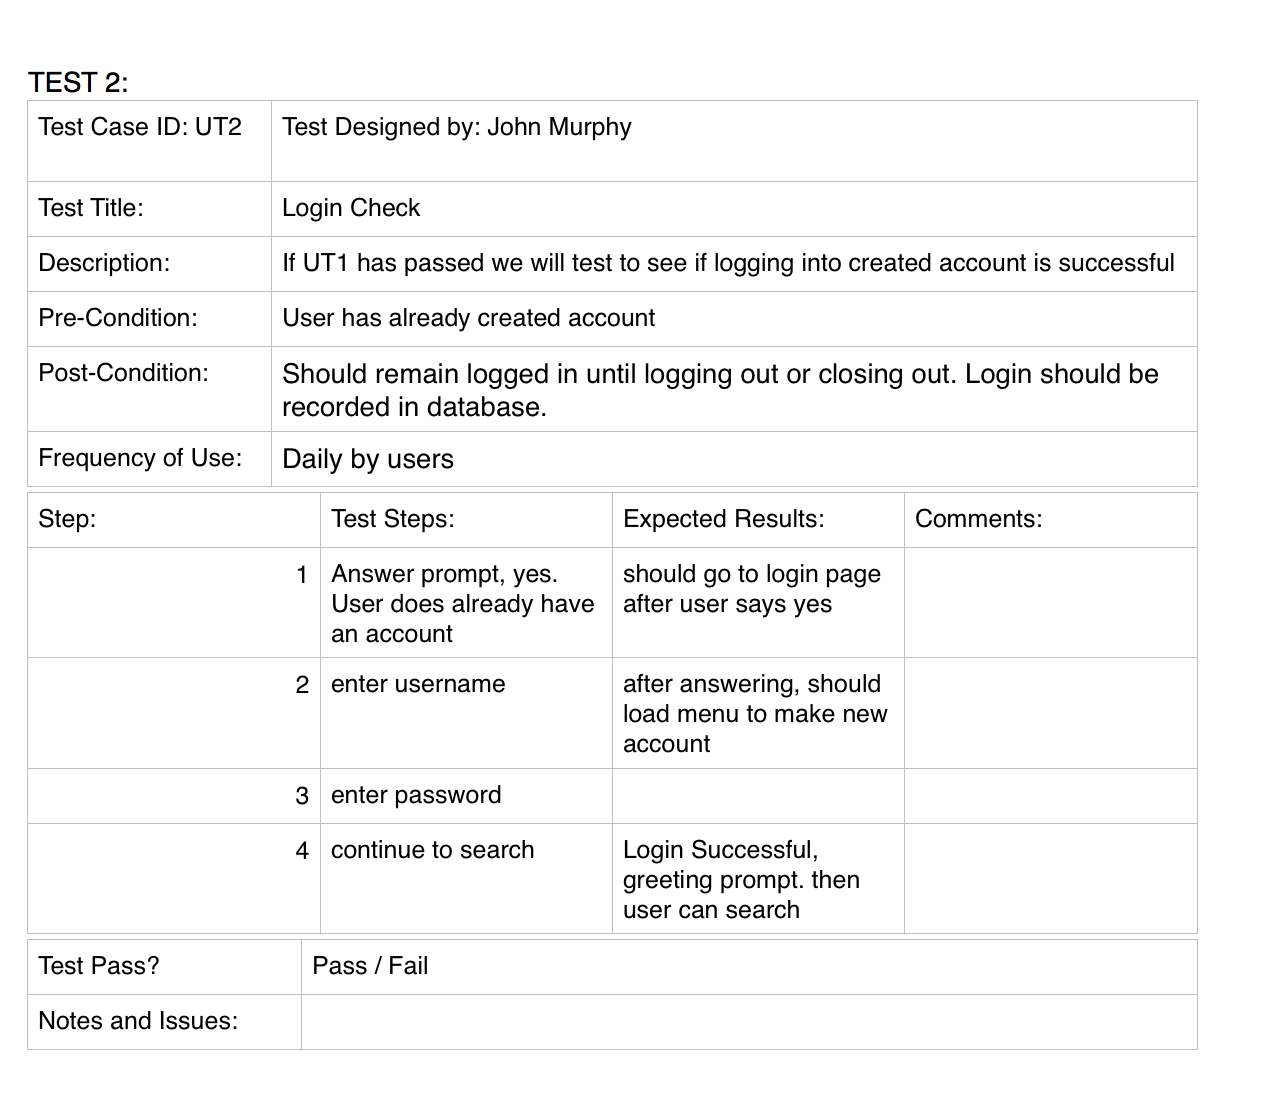 TEST 2:
Test Case ID: UT2
Test Designed by: John Murphy
Test Title:
Login Check
Description:
If UT1 has passed we will test to see if logging into created account is successful
Pre-Condition:
User has already created account
Post-Condition:
Should remain logged in until logging out or closing out. Login should be
recorded in database.
Frequency of Use:
Daily by users
Step:
Test Steps:
Expected Results:
Comments:
1
Answer prompt, yes.
User does already have
an account
should go to login page
after user says yes
2
enter username
after answering, should
load menu to make new
account
3
enter password
4
continue to search
Login Successful,
greeting prompt. then
user can search
Test Pass?
Pass / Fail
Notes and Issues: